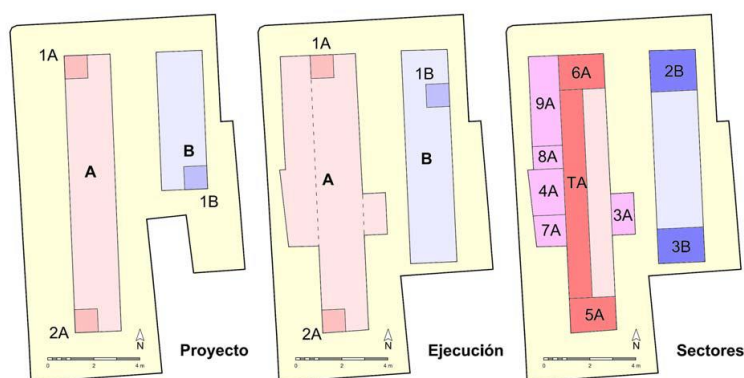 1A
A
B
1B
2A
0 2 4 m
N
Proyecto
1A
1B
A
B
2A
0 2 4 m
N
Ejecución
6A
2B
9A
8A
TA
4A
3A
7A
3B
5A
0 2 4 m
N
Sectores